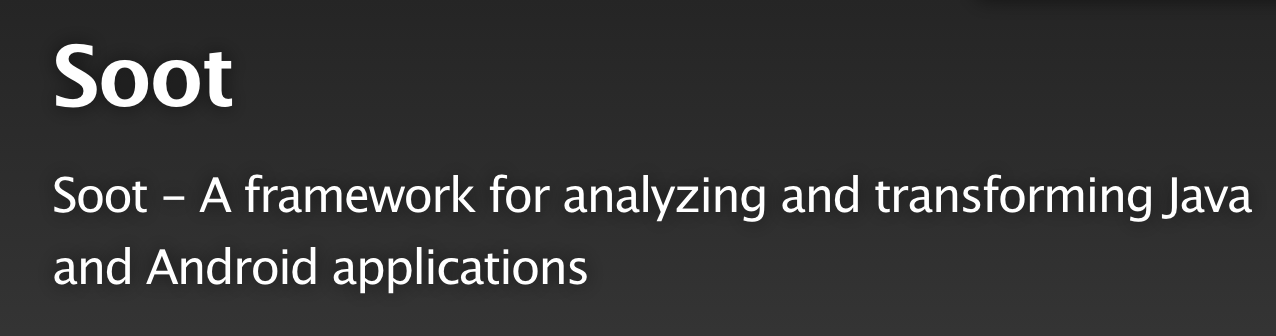 Soot
Soot – A framework for analyzing and transforming Java
and Android applications